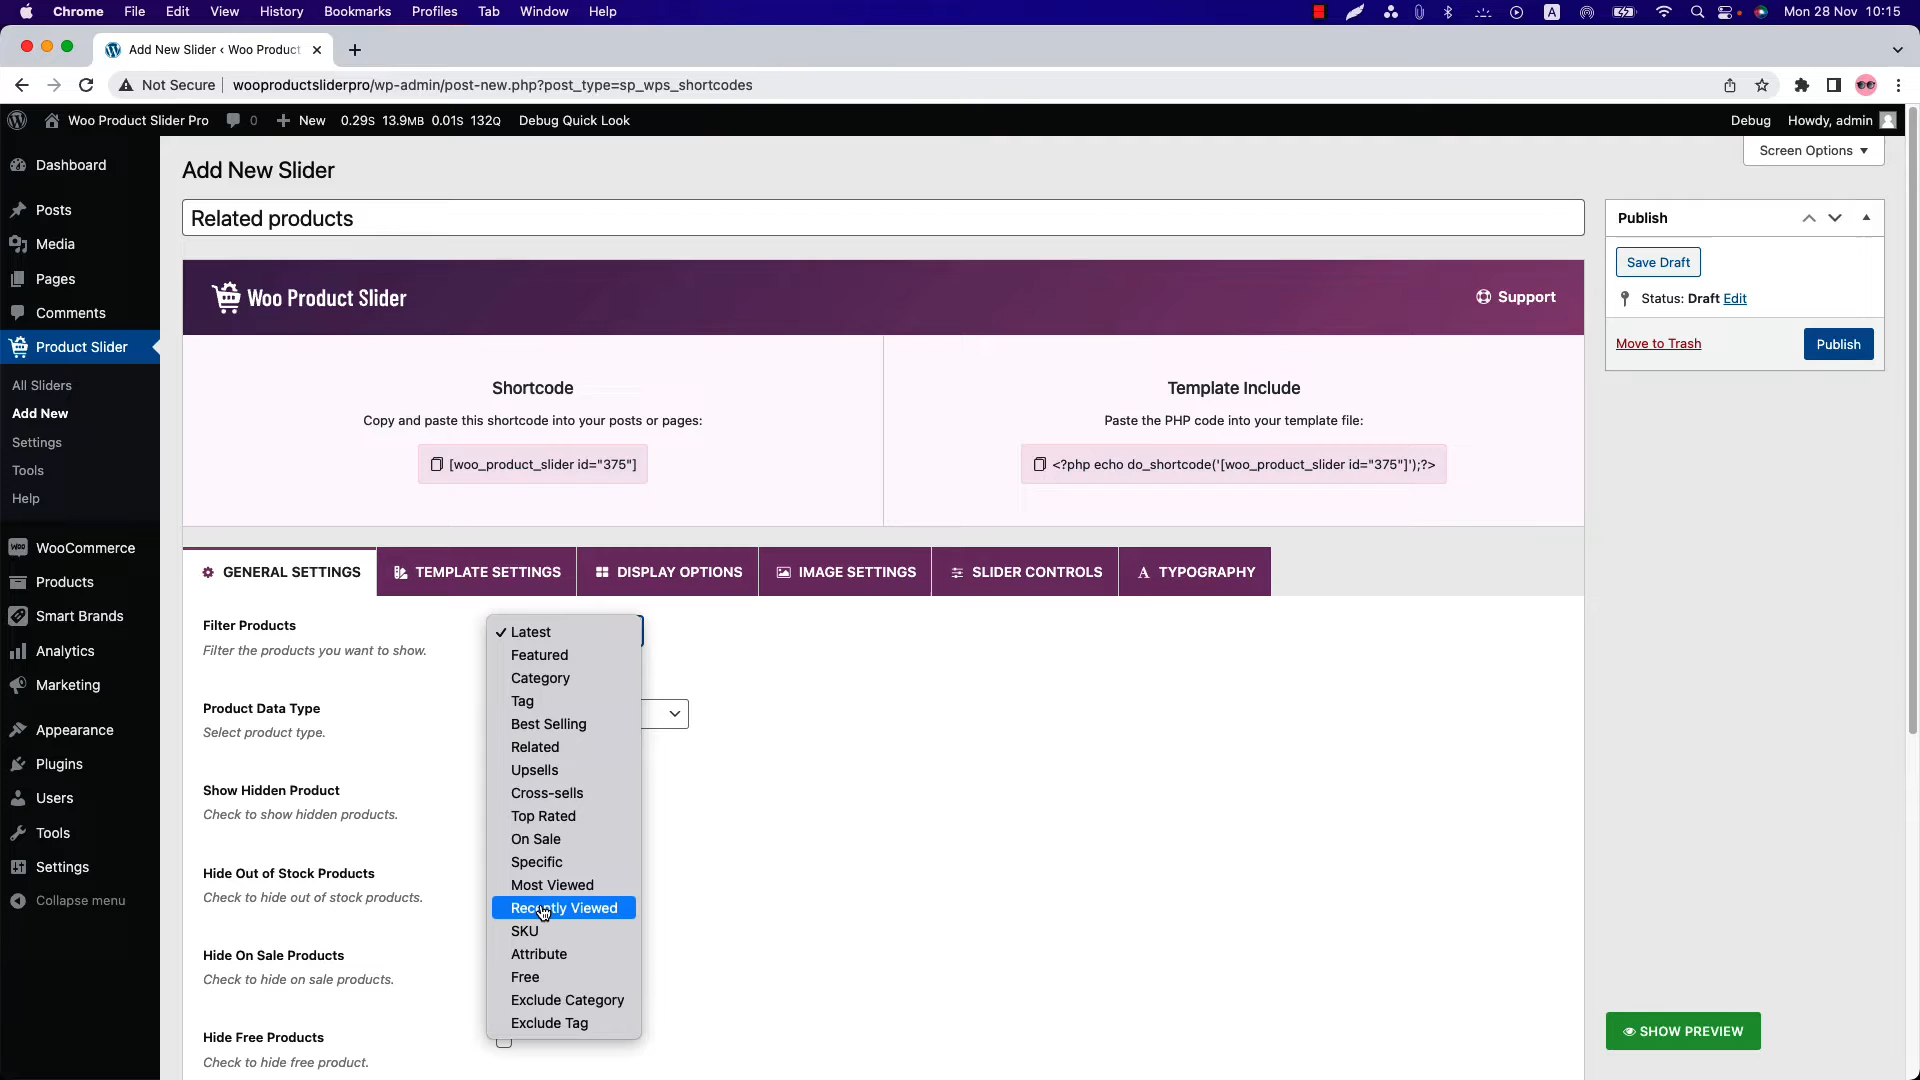 Chrome File Edit View History Bookmarks Profiles Tab Window Help
A Mon 28 Nov 10:15
Add New Slider ‹ Woo Product
Not Secure wooproductsliderpro/wp-admin/post-new.php?post_type=sp_wps_shortcodes
Woo Product Slider Pro 0 New 0.29S 13.9MB 0.01S 132Q Debug Quick Look Debug Howdy, admin
Screen Options
Dashboard
Posts
Media
Pages
Comments
Product Slider
All Sliders
Add New
Settings
Tools
Help
WooCommerce
Products
Smart Brands
Analytics
Marketing
Appearance
Plugins
Users
Tools
Settings
Collapse menu
Add New Slider
Related products
Woo Product Slider
Support
Shortcode
Copy and paste this shortcode into your posts or pages:
[woo_product_slider id="375"]
Template Include
Paste the PHP code into your template file:
<?php echo do_shortcode('[woo_product_slider id="375"]');?>
GENERAL SETTINGS TEMPLATE SETTINGS DISPLAY OPTIONS IMAGE SETTINGS SLIDER CONTROLS A TYPOGRAPHY
Filter Products
Filter the products you want to show.
Product Data Type
Select product type.
Show Hidden Product
Check to show hidden products.
Hide Out of Stock Products
Check to hide out of stock products.
Hide On Sale Products
Check to hide on sale products.
Hide Free Products
Check to hide free product.
✓ Latest
Featured
Category
Tag
Best Selling
Related
Upsells
Cross-sells
Top Rated
On Sale
Specific
Most Viewed
Recently Viewed
SKU
Attribute
Free
Exclude Category
Exclude Tag
Publish
Save Draft
Status: Draft Edit
Move to Trash
Publish
SHOW PREVIEW